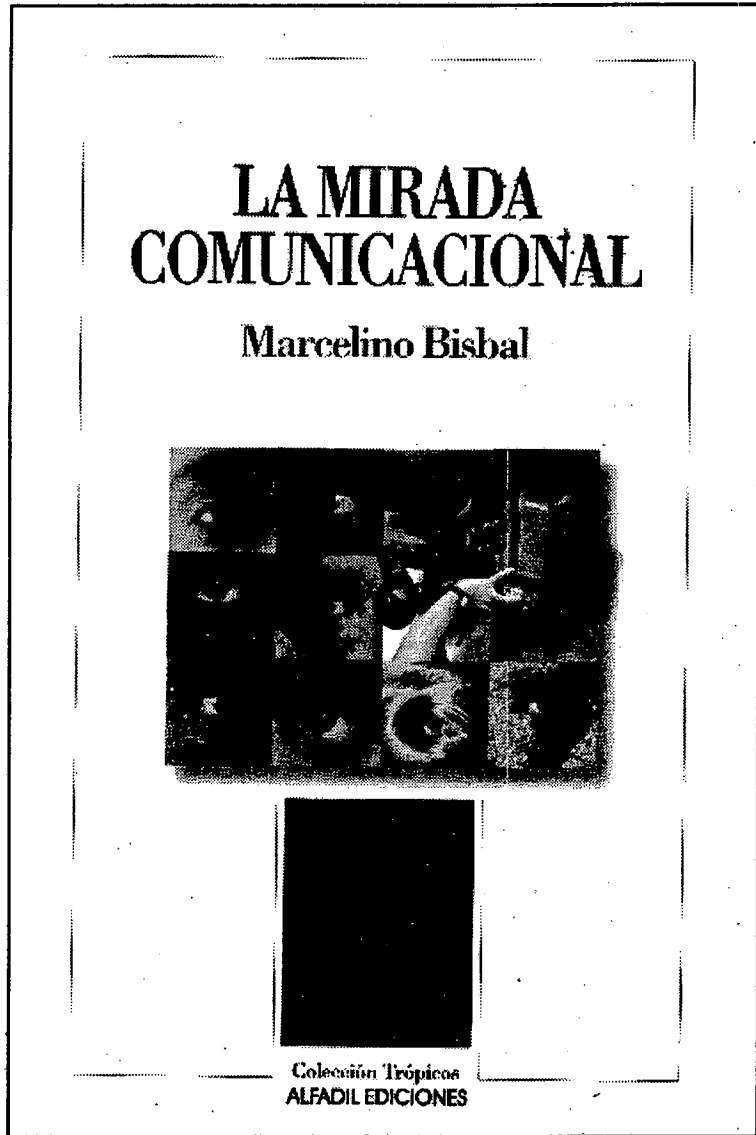 LA MIRADA
COMUNICACIONAL
Marcelino Bisbal
Colección Trópicos
ALFADIL EDICIONES